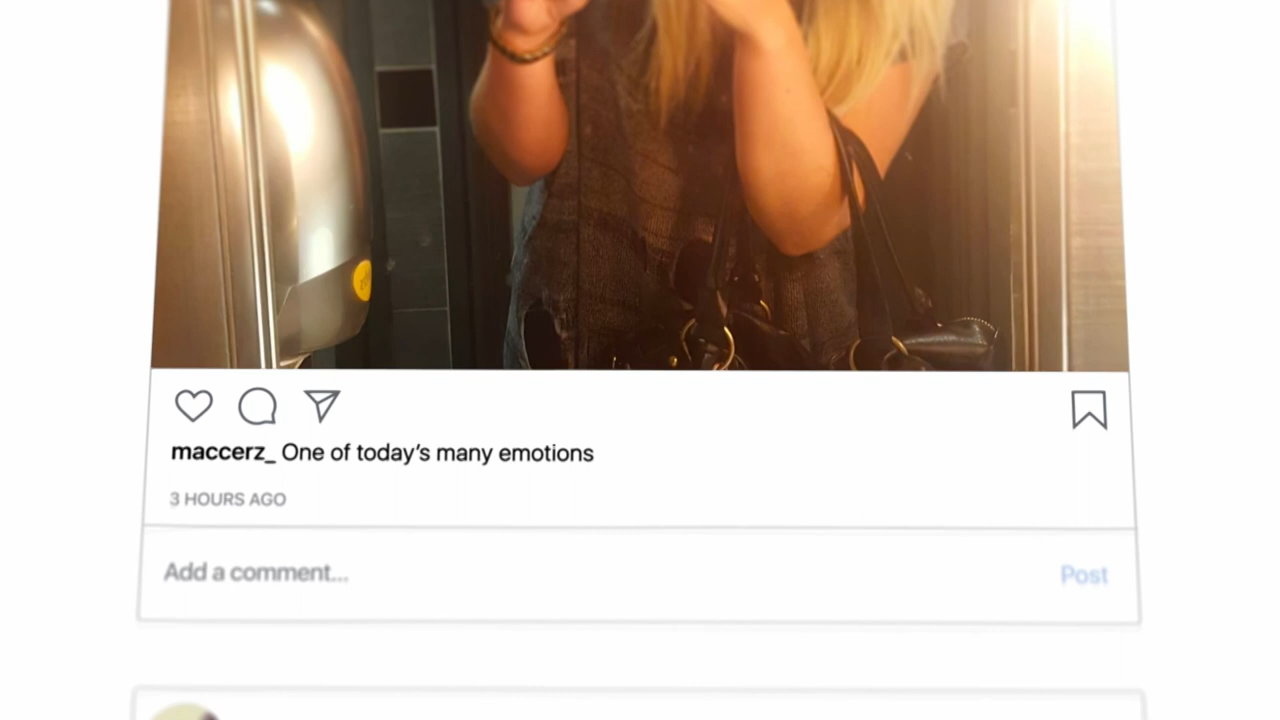 maccerz_ One of today's many emotions
3 HOURS AGO
Add a comment...
Post